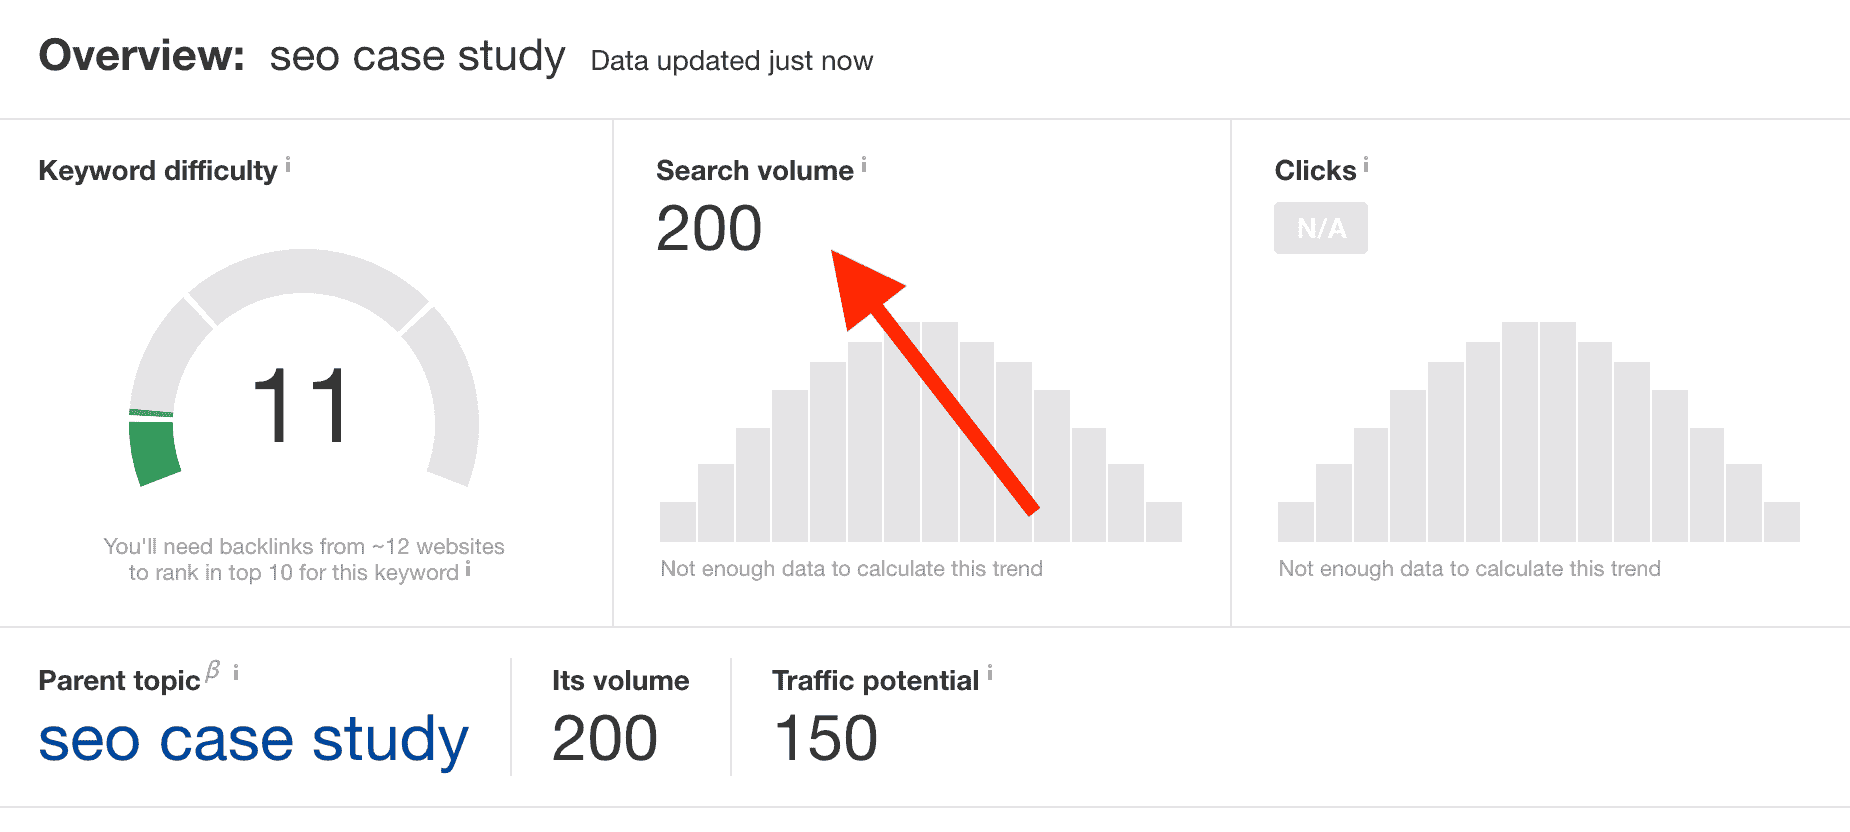 Overview: seo case study Data updated just now
Keyword difficulty i
11
You'll need backlinks from ~12 websites
to rank in top 10 for this keyword i
Search volume i
200
Not enough data to calculate this trend
Clicks i
N/A
Not enough data to calculate this trend
Parent topic β i
seo case study
Its volume
200
Traffic potential i
150